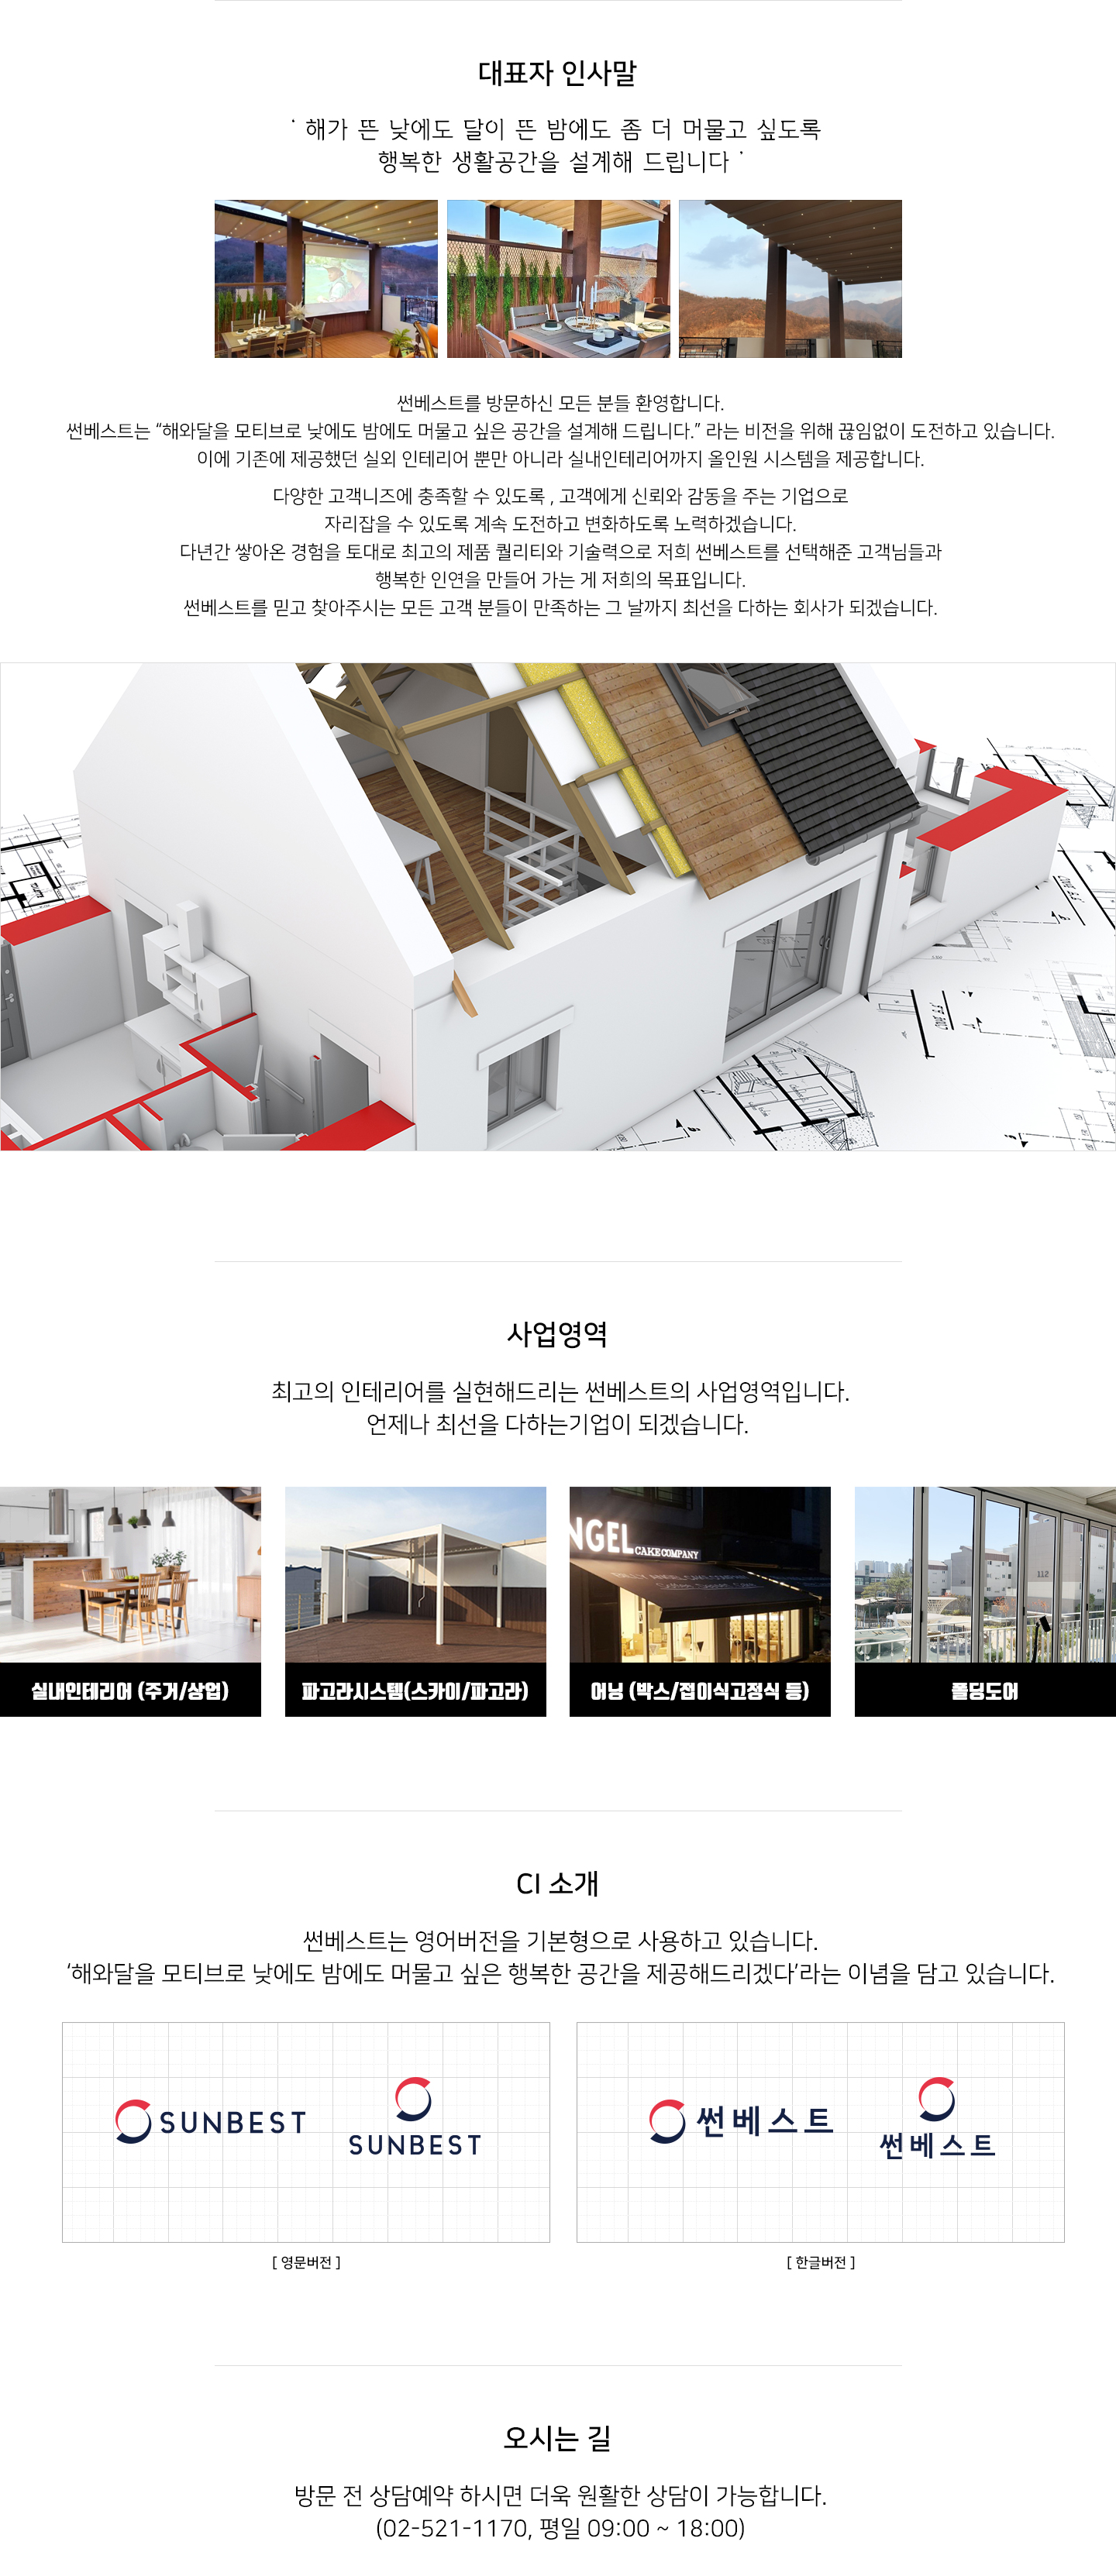 대표자 인사말
' 해가 뜬 낮에도 달이 뜬 밤에도 좀 더 머물고 싶도록
행복한 생활공간을 설계해 드립니다 '
썬베스트를 방문하신 모든 분들 환영합니다.
썬베스트는 “해와달을 모티브로 낮에도 밤에도 머물고 싶은 공간을 설계해 드립니다.” 라는 비전을 위해 끊임없이 도전하고 있습니다.
이에 기존에 제공했던 실외 인테리어 뿐만 아니라 실내인테리어까지 올인원 시스템을 제공합니다.
다양한 고객니즈에 충족할 수 있도록 , 고객에게 신뢰와 감동을 주는 기업으로
자리잡을 수 있도록 계속 도전하고 변화하도록 노력하겠습니다.
다년간 쌓아온 경험을 토대로 최고의 제품 퀄리티와 기술력으로 저희 썬베스트를 선택해준 고객님들과
행복한 인연을 만들어 가는 게 저희의 목표입니다.
썬베스트를 믿고 찾아주시는 모든 고객 분들이 만족하는 그 날까지 최선을 다하는 회사가 되겠습니다.
사업영역
최고의 인테리어를 실현해드리는 썬베스트의 사업영역입니다.
언제나 최선을 다하는기업이 되겠습니다.
NGEL CAKE COMPANY
112
실내인테리어 (주거/상업)
파고라시스템(스카이/파고라)
어닝 (박스/접이식고정식 등)
폴딩도어
CI 소개
썬베스트는 영어버전을 기본형으로 사용하고 있습니다.
‘해와달을 모티브로 낮에도 밤에도 머물고 싶은 행복한 공간을 제공해드리겠다’라는 이념을 담고 있습니다.
SUNBEST
SUNBEST
썬베스트
썬베스트
[ 영문버전 ]
[ 한글버전 ]
오시는 길
방문 전 상담예약 하시면 더욱 원활한 상담이 가능합니다.
(02-521-1170, 평일 09:00 ~ 18:00)